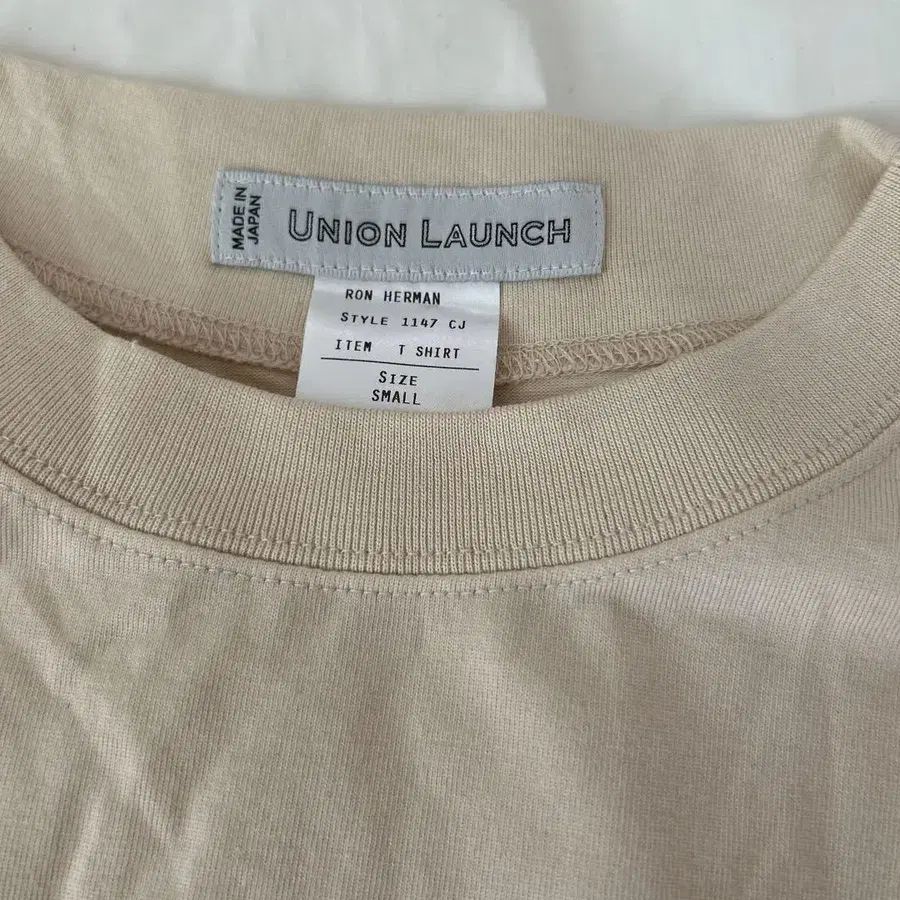 MADE IN
JAPAN
UNION LAUNCH
RON HERMAN
STYLE 1147 CJ
ITEM T SHIRT
SIZE
SMALL